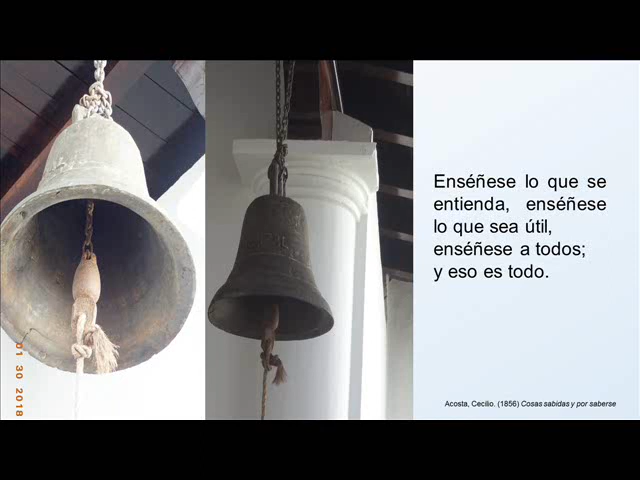 01 30 2018
Enséñese lo que se
entienda, enséñese
lo que sea útil,
enséñese a todos;
y eso es todo.
Acosta, Cecilio. (1856) Cosas sabidas y por saberse